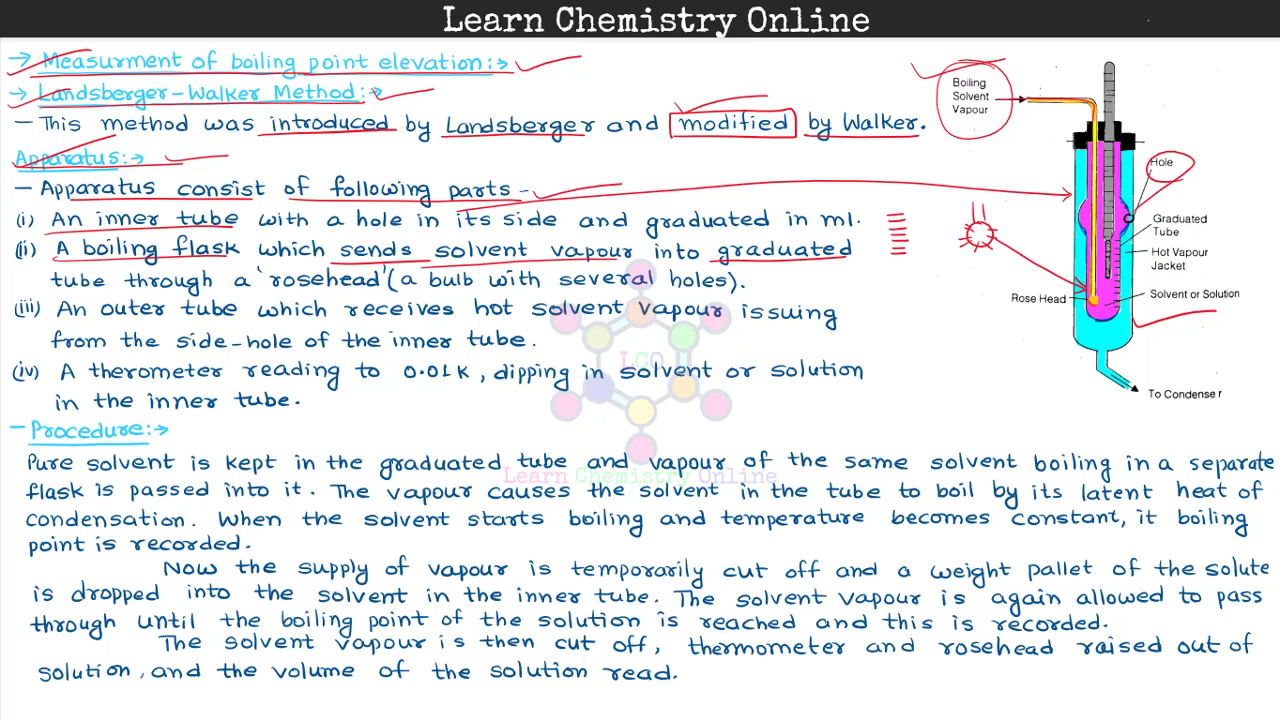 Learn Chemistry Online
→ Measurment of boiling point elevation:→
→ Landsberger-Walker Method:→
- This method was introduced by Landsberger and modified by Walker.
Apparatus:→
- Apparatus consist of following parts -
(i) An inner tube with a hole in its side and graduated in ml.
(ii) A boiling flask which sends solvent vapour into graduated
tube through a 'rosehead' (a bulb with several holes).
(iii) An outer tube which receives hot solvent vapour issuing
from the side-hole of the inner tube.
(iv) A therometer reading to 0.01K, dipping in solvent or solution
in the inner tube.
- Procedure:→
Pure solvent is kept in the graduated tube and vapour of the same solvent boiling in a separate
flask is passed into it. The vapour causes the solvent in the tube to boil by its latent heat of
condensation. When the solvent starts boiling and temperature becomes constant, it boiling
point is recorded.
Now the supply of vapour is temporarily cut off and a weight pallet of the solute
is dropped into the solvent in the inner tube. The solvent vapour is again allowed to pass
through until the boiling point of the solution is reached and this is recorded.
The solvent vapour is then cut off, thermometer and rosehead raised out of
solution, and the volume of the solution read.
Boiling
Solvent
Vapour
Hole
Graduated
Tube
Hot Vapour
Jacket
Rose Head
Solvent or Solution
To Condenser
LCO
Learn Chemistry Online